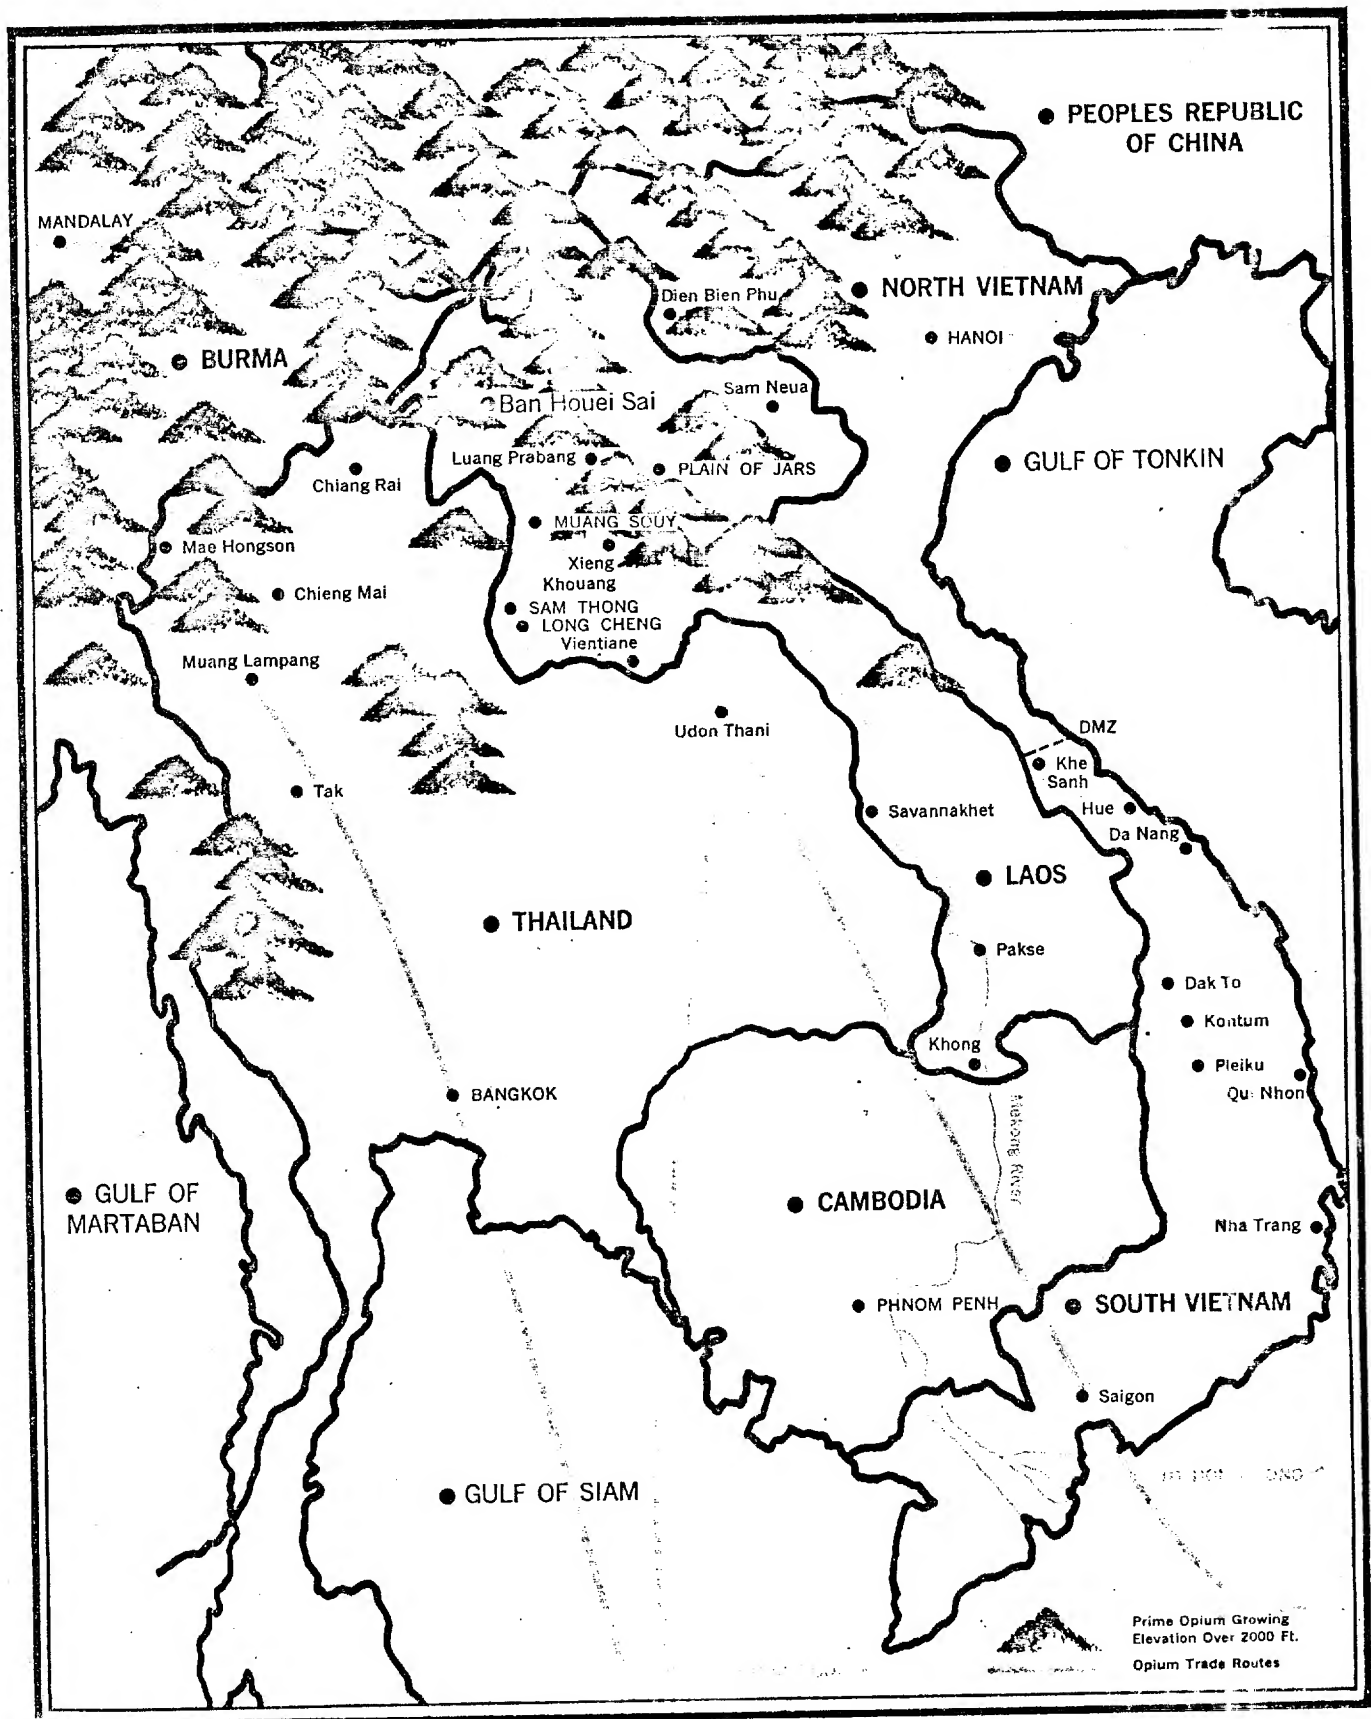 PEOPLES REPUBLIC
OF CHINA
MANDALAY
Dien Bien Phu
NORTH VIETNAM
HANOI
BURMA
Sam Neua
Ban Houei Sai
Luang Prabang
PLAIN OF JARS
GULF OF TONKIN
Chiang Rai
MUANG SOUY
Mae Hongson
Xieng
Khouang
Chieng Mai
SAM THONG
LONG CHENG
Vientiane
Muang Lampang
Udon Thani
DMZ
Khe
Sanh
Tak
Savannakhet
Hue
Da Nang
LAOS
THAILAND
Pakse
Dak To
Kontum
Khong
Pleiku
Qui Nhon
BANGKOK
Mekong River
GULF OF
MARTABAN
CAMBODIA
Nha Trang
PHNOM PENH
SOUTH VIETNAM
Saigon
GULF OF SIAM
Prime Opium Growing
Elevation Over 2000 Ft.
Opium Trade Routes